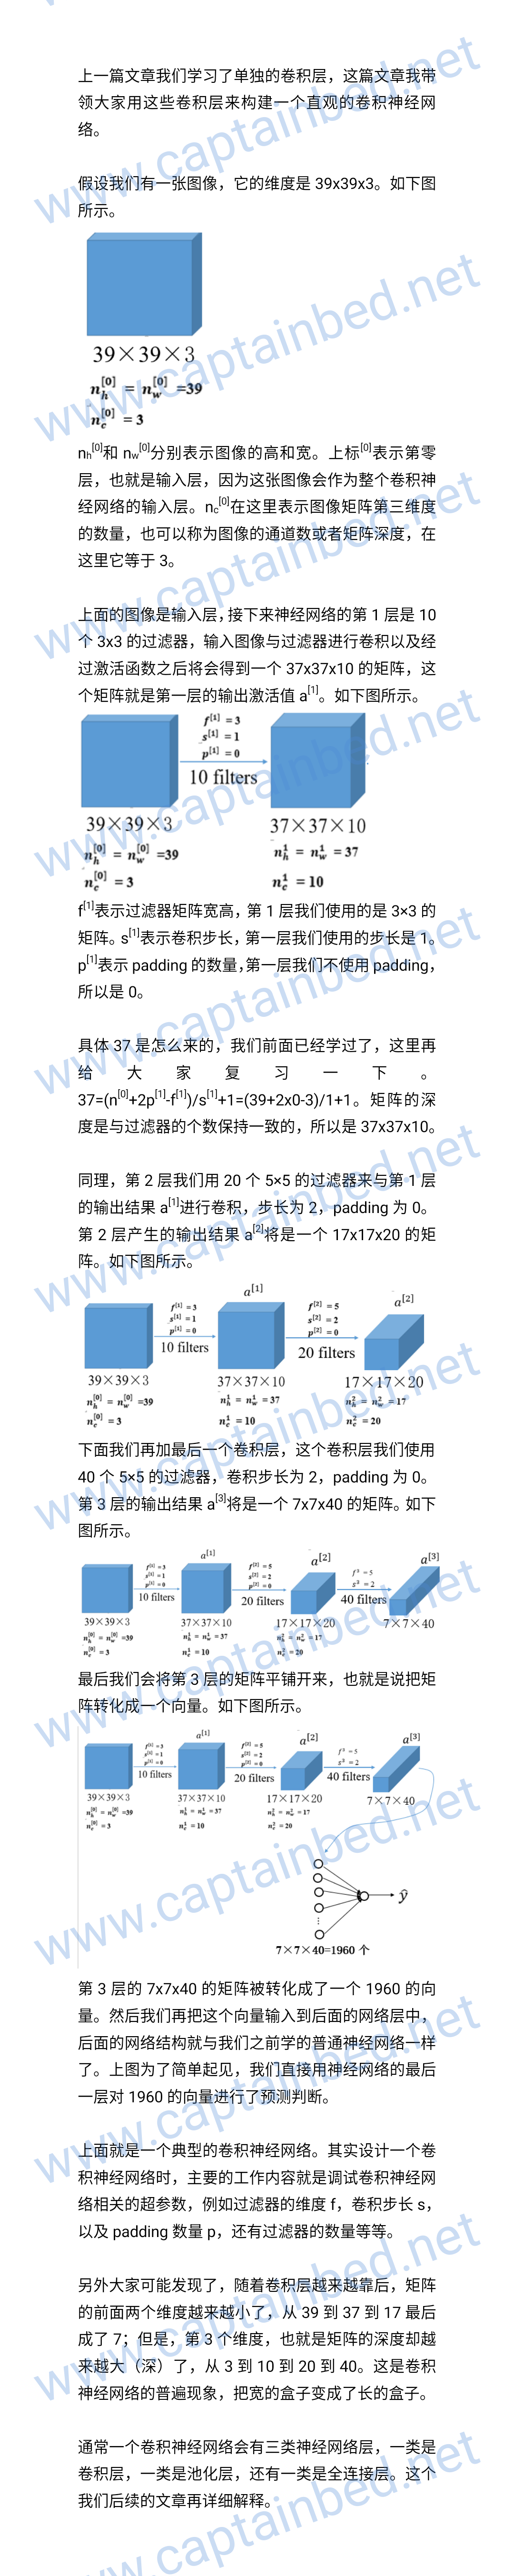 上一篇文章我们学习了单独的卷积层，这篇文章我带
领大家用这些卷积层来构建一个直观的卷积神经网
络。
假设我们有一张图像，它的维度是 39x39x3。如下图
所示。
39×39×3
n_h^[0] = n_w^[0] =39
n_c^[0] = 3
n_h^[0]和 n_w^[0]分别表示图像的高和宽。上标^[0]表示第零
层，也就是输入层，因为这张图像会作为整个卷积神
经网络的输入层。n_c^[0]在这里表示图像矩阵第三维度
的数量，也可以称为图像的通道数或者矩阵深度，在
这里它等于 3。
上面的图像是输入层，接下来神经网络的第 1 层是 10
个 3x3 的过滤器，输入图像与过滤器进行卷积以及经
过激活函数之后将会得到一个 37x37x10 的矩阵，这
个矩阵就是第一层的输出激活值 a^[1]。如下图所示。
f^[1] = 3
s^[1] = 1
p^[1] = 0
10 filters
39×39×3
37×37×10
n_h^[0] = n_w^[0] =39
n_h^1 = n_w^1 = 37
n_c^[0] = 3
n_c^1 = 10
f^[1]表示过滤器矩阵宽高，第 1 层我们使用的是 3×3 的
矩阵。s^[1]表示卷积步长，第一层我们使用的步长是 1。
p^[1]表示 padding 的数量，第一层我们不使用 padding，
所以是 0。
具体 37 是怎么来的，我们前面已经学过了，这里再
给大家复习一下。
37=(n^[0]+2p^[1]-f^[1])/s^[1]+1=(39+2x0-3)/1+1。矩阵的深
度是与过滤器的个数保持一致的，所以是 37x37x10。
同理，第 2 层我们用 20 个 5×5 的过滤器来与第 1 层
的输出结果 a^[1]进行卷积，步长为 2，padding 为 0。
第 2 层产生的输出结果 a^[2]将是一个 17x17x20 的矩
阵。如下图所示。
a^[1]
a^[2]
f^[1] = 3
s^[1] = 1
p^[1] = 0
10 filters
f^[2] = 5
s^[2] = 2
p^[2] = 0
20 filters
39×39×3
37×37×10
17×17×20
n_h^[0] = n_w^[0] =39
n_h^1 = n_w^1 = 37
n_h^2 = n_w^2 = 17
n_c^[0] = 3
n_c^1 = 10
n_c^2 = 20
下面我们再加最后一个卷积层，这个卷积层我们使用
40 个 5×5 的过滤器，卷积步长为 2，padding 为 0。
第 3 层的输出结果 a^[3]将是一个 7x7x40 的矩阵。如下
图所示。
a^[1]
a^[2]
a^[3]
f^[1] = 3
s^[1] = 1
p^[1] = 0
10 filters
f^[2] = 5
s^[2] = 2
p^[2] = 0
20 filters
f^3 = 5
s^3 = 2
40 filters
39×39×3
37×37×10
17×17×20
7×7×40
n_h^[0] = n_w^[0] =39
n_h^1 = n_w^1 = 37
n_h^2 = n_w^2 = 17
n_c^[0] = 3
n_c^1 = 10
n_c^2 = 20
最后我们会将第 3 层的矩阵平铺开来，也就是说把矩
阵转化成一个向量。如下图所示。
a^[1]
a^[2]
a^[3]
f^[1] = 3
s^[1] = 1
p^[1] = 0
10 filters
f^[2] = 5
s^[2] = 2
p^[2] = 0
20 filters
f^3 = 5
s^3 = 2
40 filters
39×39×3
37×37×10
17×17×20
7×7×40
n_h^[0] = n_w^[0] =39
n_h^1 = n_w^1 = 37
n_h^2 = n_w^2 = 17
n_c^[0] = 3
n_c^1 = 10
n_c^2 = 20
ŷ
7×7×40=1960 个
第 3 层的 7x7x40 的矩阵被转化成了一个 1960 的向
量。然后我们再把这个向量输入到后面的网络层中，
后面的网络结构就与我们之前学的普通神经网络一样
了。上图为了简单起见，我们直接用神经网络的最后
一层对 1960 的向量进行了预测判断。
上面就是一个典型的卷积神经网络。其实设计一个卷
积神经网络时，主要的工作内容就是调试卷积神经网
络相关的超参数，例如过滤器的维度 f，卷积步长 s，
以及 padding 数量 p，还有过滤器的数量等等。
另外大家可能发现了，随着卷积层越来越靠后，矩阵
的前面两个维度越来越小了，从 39 到 37 到 17 最后
成了 7；但是，第 3 个维度，也就是矩阵的深度却越
来越大（深）了，从 3 到 10 到 20 到 40。这是卷积
神经网络的普遍现象，把宽的盒子变成了长的盒子。
通常一个卷积神经网络会有三类神经网络层，一类是
卷积层，一类是池化层，还有一类是全连接层。这个
我们后续的文章再详细解释。
www.captainbed.net
www.captainbed.net
www.captainbed.net
www.captainbed.net
www.captainbed.net
www.captainbed.net
www.captainbed.net
www.captainbed.net
www.captainbed.net
www.captainbed.net
www.captainbed.net
www.captainbed.net